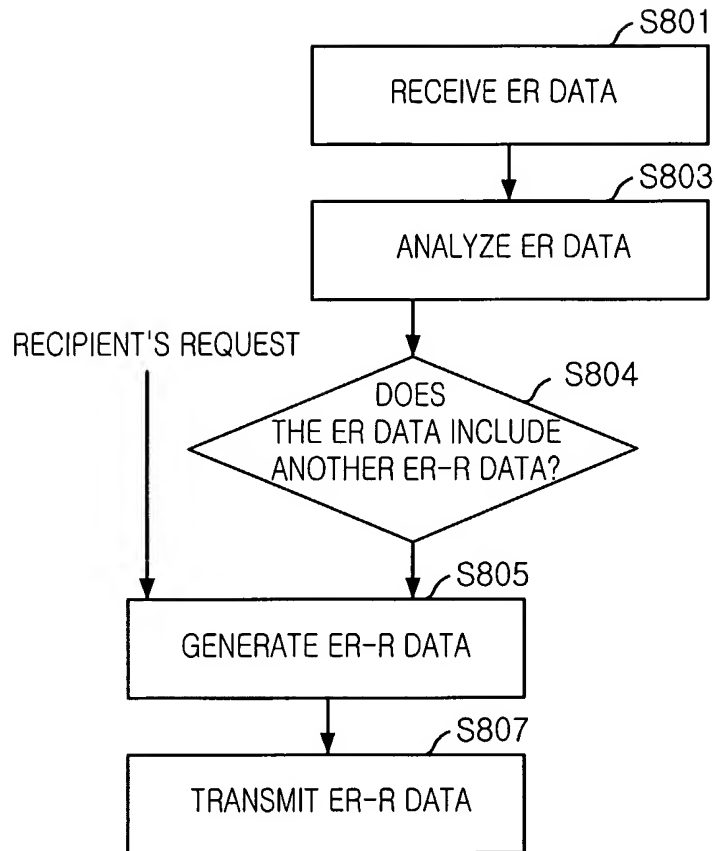 S801
RECEIVE ER DATA
S803
ANALYZE ER DATA
RECIPIENT'S REQUEST
S804
DOES
THE ER DATA INCLUDE
ANOTHER ER-R DATA?
S805
GENERATE ER-R DATA
S807
TRANSMIT ER-R DATA